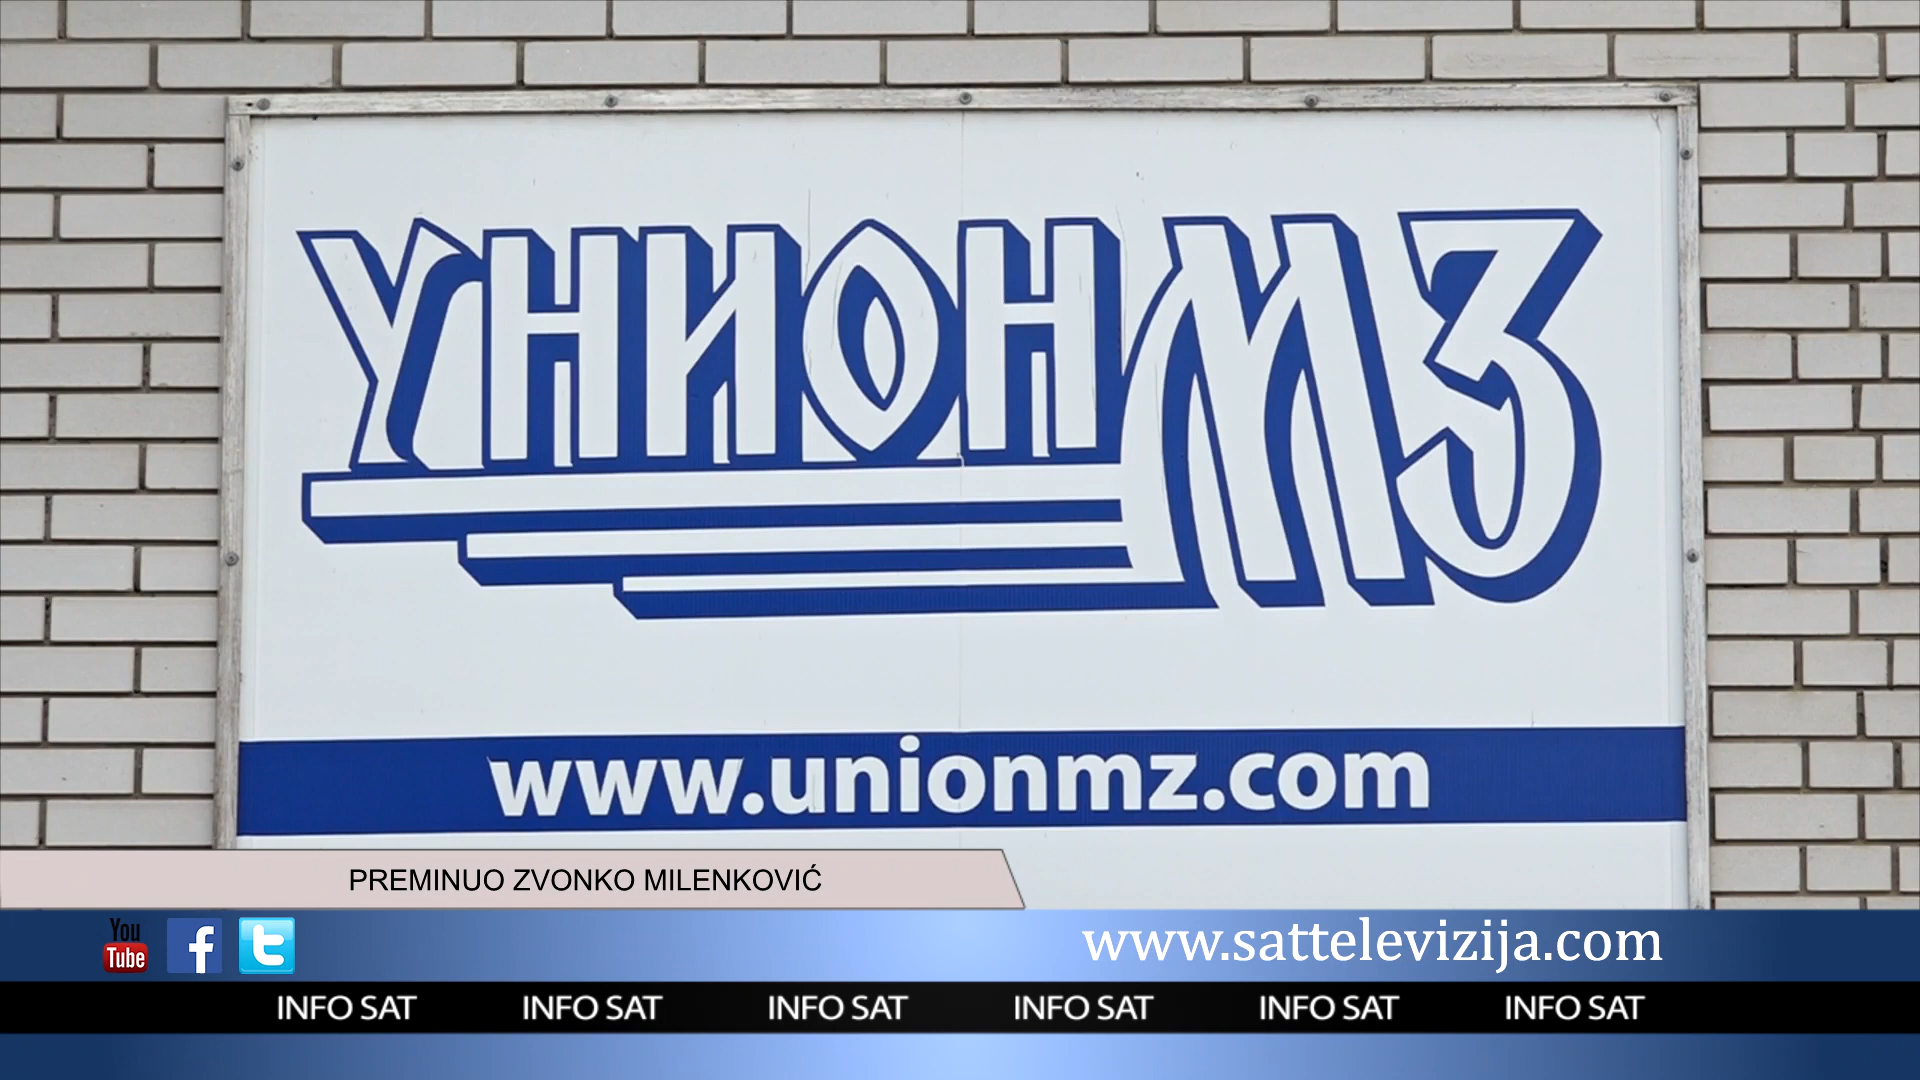 УНИОН МЗ
www.unionmz.com
PREMINUO ZVONKO MILENKOVIĆ
You
Tube
f
t
www.sattelevizija.com
INFO SAT INFO SAT INFO SAT INFO SAT INFO SAT INFO SAT